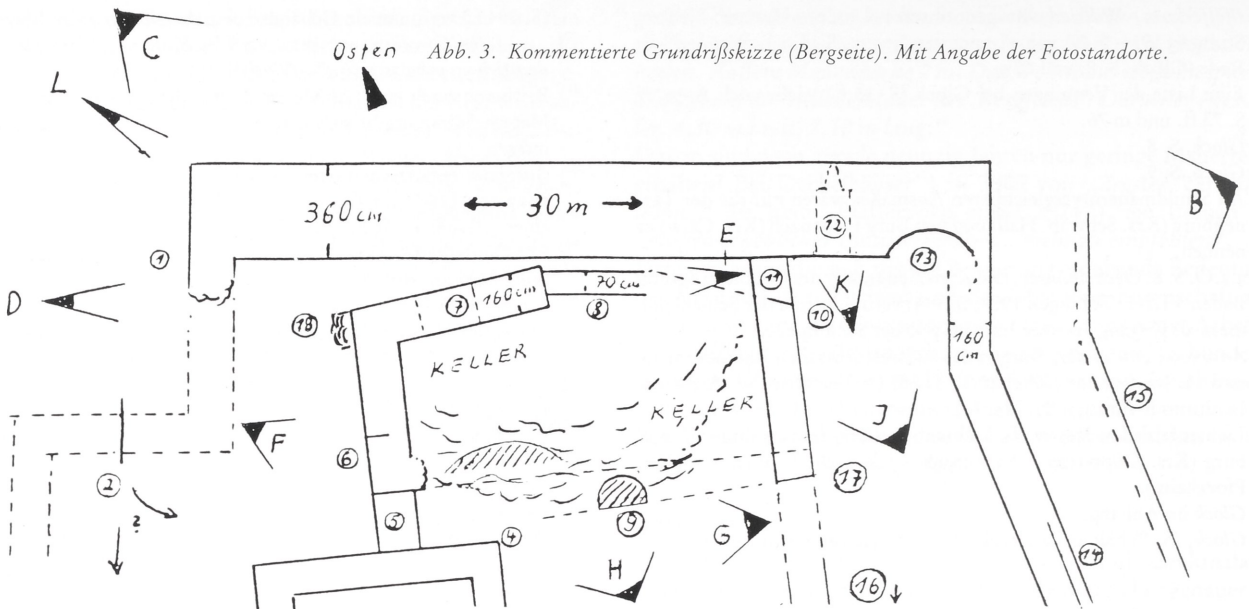 C
Osten Abb. 3. Kommentierte Grundrißskizze (Bergseite). Mit Angabe der Fotostandorte.
L
B
360 cm ← 30 m →
12
1
E
13
D
11
K
7 160 cm 70 cm
18
8
10
160 cm
KELLER
KELLER
15
J
F
6
17
2
?
5
9
4
G
H
14
16